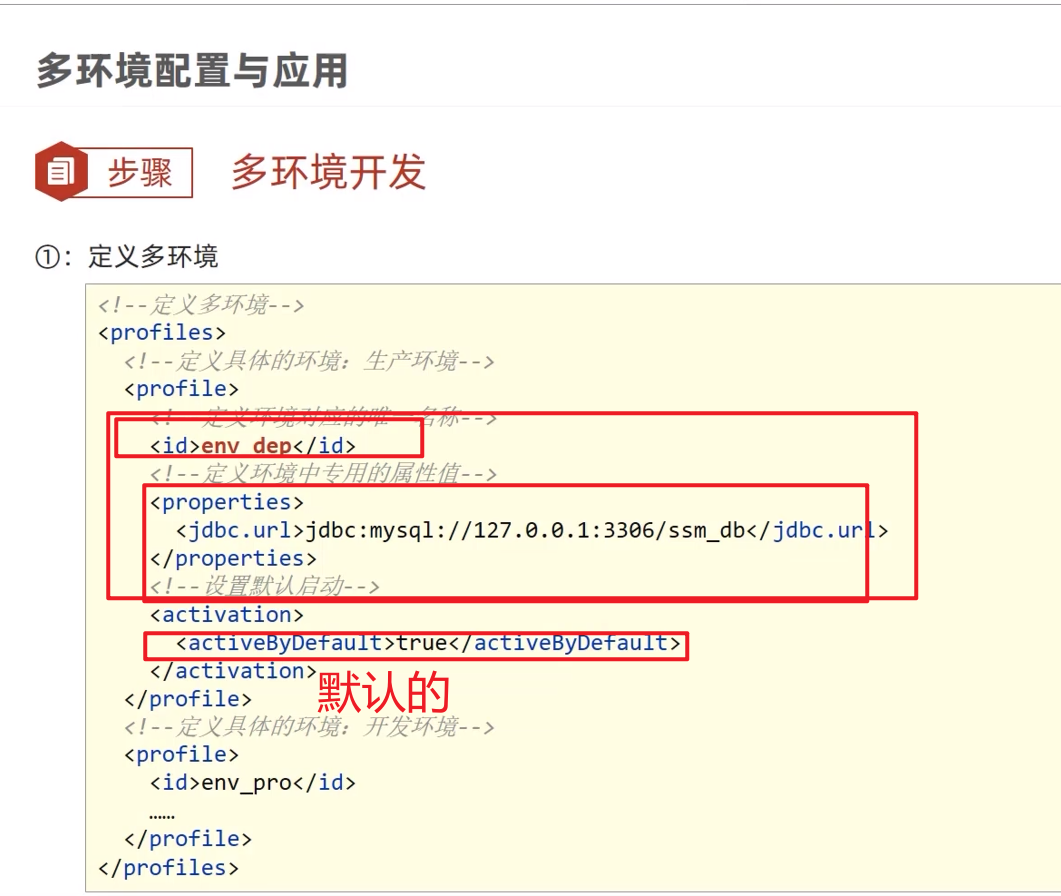 多环境配置与应用
步骤 多环境开发
①：定义多环境
<!--定义多环境-->
<profiles>
<!--定义具体的环境：生产环境-->
<profile>
<!--定义环境对应的唯一名称-->
<id>env_dep</id>
<!--定义环境中专用的属性值-->
<properties>
<jdbc.url>jdbc:mysql://127.0.0.1:3306/ssm_db</jdbc.url>
</properties>
<!--设置默认启动-->
<activation>
<activeByDefault>true</activeByDefault>
</activation>
默认的
</profile>
<!--定义具体的环境：开发环境-->
<profile>
<id>env_pro</id>
……
</profile>
</profiles>